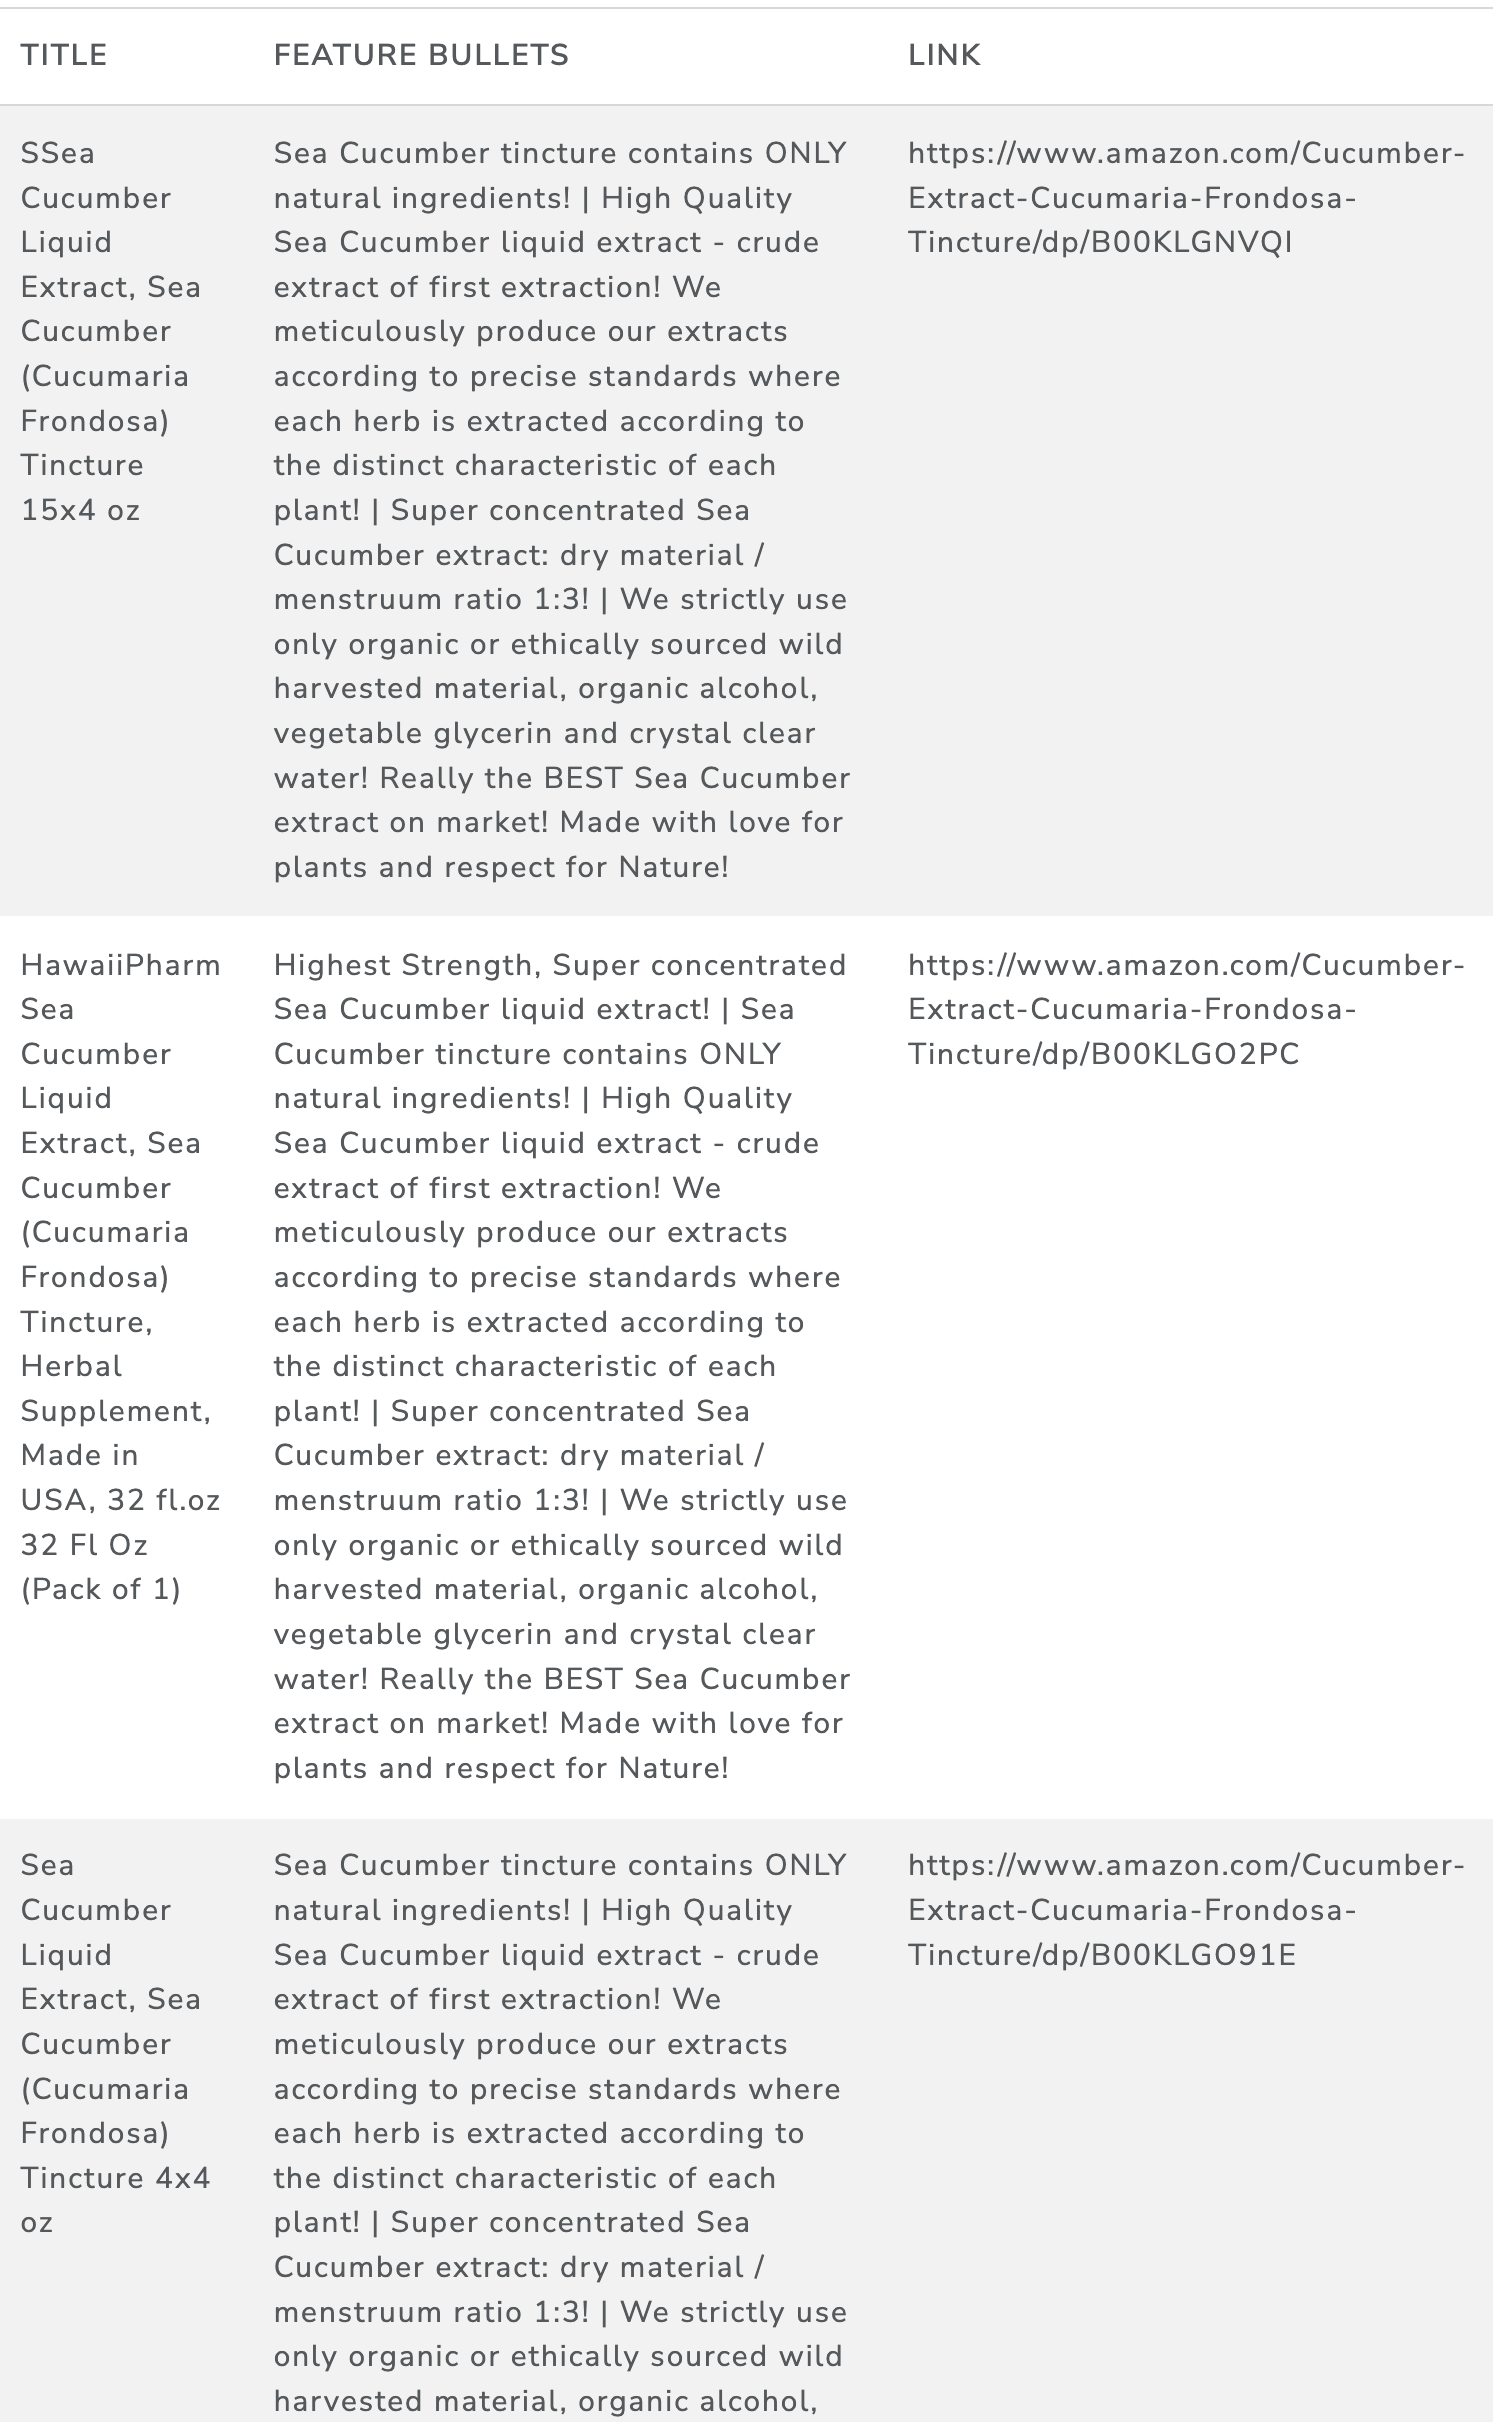 TITLE
FEATURE BULLETS
LINK
SSea
Cucumber
Liquid
Extract, Sea
Cucumber
(Cucumaria
Frondosa)
Tincture
15x4 oz
Sea Cucumber tincture contains ONLY
natural ingredients! | High Quality
Sea Cucumber liquid extract - crude
extract of first extraction! We
meticulously produce our extracts
according to precise standards where
each herb is extracted according to
the distinct characteristic of each
plant! | Super concentrated Sea
Cucumber extract: dry material /
menstruum ratio 1:3! | We strictly use
only organic or ethically sourced wild
harvested material, organic alcohol,
vegetable glycerin and crystal clear
water! Really the BEST Sea Cucumber
extract on market! Made with love for
plants and respect for Nature!
https://www.amazon.com/Cucumber-
Extract-Cucumaria-Frondosa-
Tincture/dp/B00KLGNVQI
HawaiiPharm
Sea
Cucumber
Liquid
Extract, Sea
Cucumber
(Cucumaria
Frondosa)
Tincture,
Herbal
Supplement,
Made in
USA, 32 fl.oz
32 Fl Oz
(Pack of 1)
Highest Strength, Super concentrated
Sea Cucumber liquid extract! | Sea
Cucumber tincture contains ONLY
natural ingredients! | High Quality
Sea Cucumber liquid extract - crude
extract of first extraction! We
meticulously produce our extracts
according to precise standards where
each herb is extracted according to
the distinct characteristic of each
plant! | Super concentrated Sea
Cucumber extract: dry material /
menstruum ratio 1:3! | We strictly use
only organic or ethically sourced wild
harvested material, organic alcohol,
vegetable glycerin and crystal clear
water! Really the BEST Sea Cucumber
extract on market! Made with love for
plants and respect for Nature!
https://www.amazon.com/Cucumber-
Extract-Cucumaria-Frondosa-
Tincture/dp/B00KLGO2PC
Sea
Cucumber
Liquid
Extract, Sea
Cucumber
(Cucumaria
Frondosa)
Tincture 4x4
oz
Sea Cucumber tincture contains ONLY
natural ingredients! | High Quality
Sea Cucumber liquid extract - crude
extract of first extraction! We
meticulously produce our extracts
according to precise standards where
each herb is extracted according to
the distinct characteristic of each
plant! | Super concentrated Sea
Cucumber extract: dry material /
menstruum ratio 1:3! | We strictly use
only organic or ethically sourced wild
harvested material, organic alcohol,
https://www.amazon.com/Cucumber-
Extract-Cucumaria-Frondosa-
Tincture/dp/B00KLGO91E